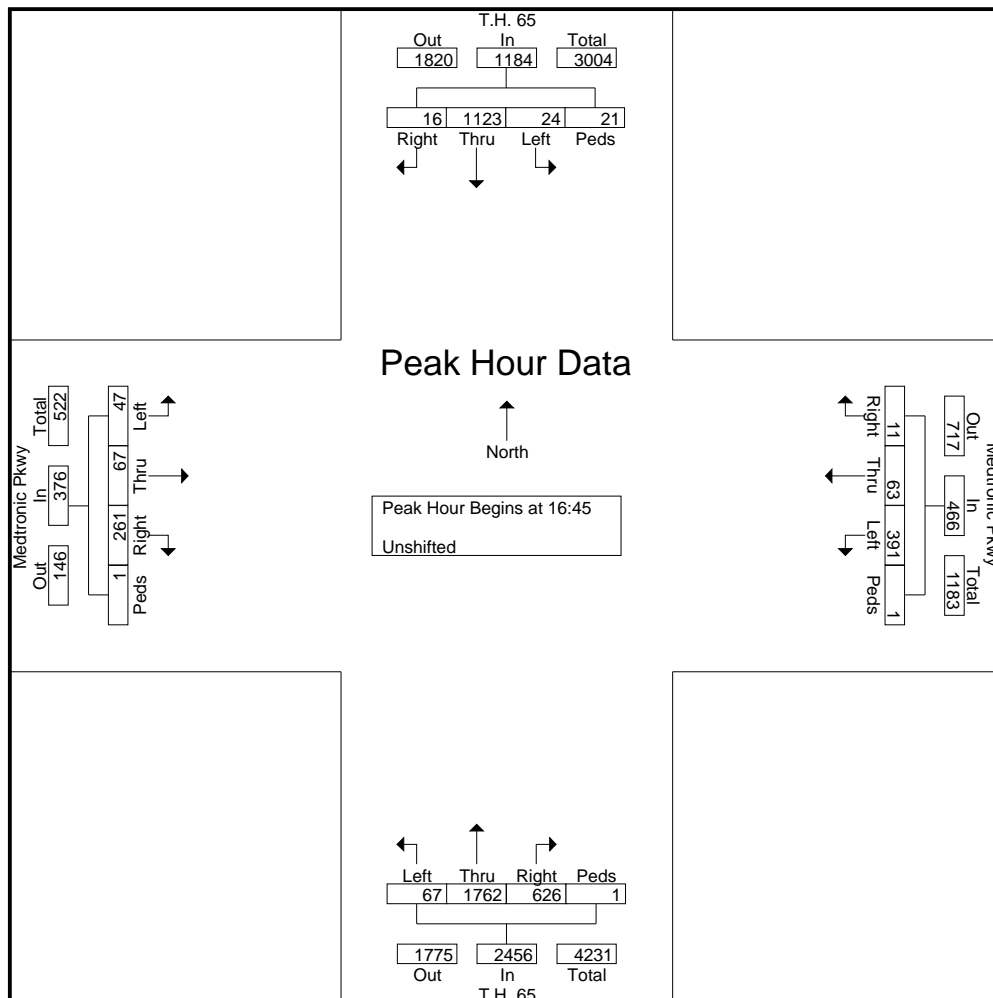 T.H. 65
Out In Total
1820 1184 3004
16 1123 24 21
Right Thru Left Peds
Peak Hour Data
North
Peak Hour Begins at 16:45
Unshifted
Medtronic Pkwy
Total In Out
522 376 146
47 67 261 1
Left Thru Right Peds
Right Thru Left Peds
11 63 391 1
Out In Total
717 466 1183
Medtronic Pkwy
Left Thru Right Peds
67 1762 626 1
1775 2456 4231
Out In Total
T.H. 65